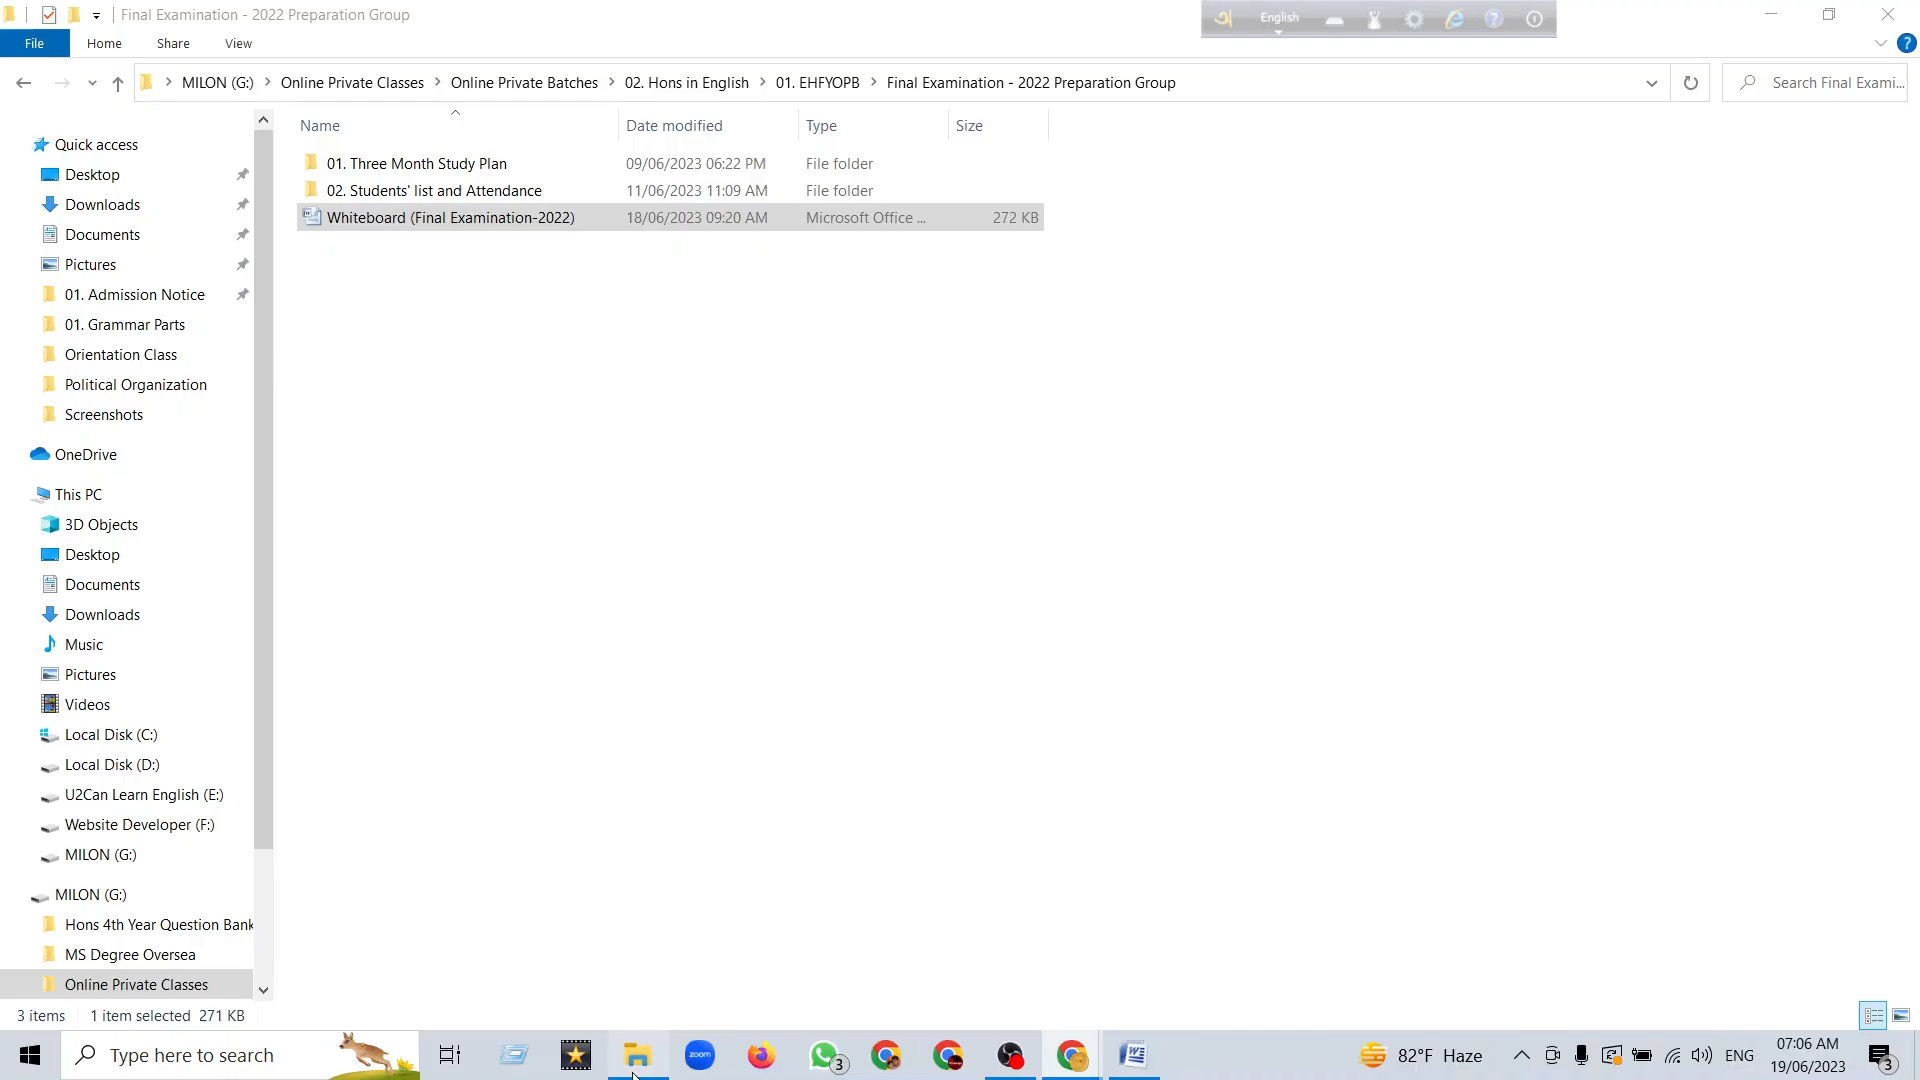 Final Examination - 2022 Preparation Group
English
File Home Share View
MILON (G:) Online Private Classes Online Private Batches 02. Hons in English 01. EHFYOPB Final Examination - 2022 Preparation Group
Search Final Exami...
Name Date modified Type Size
01. Three Month Study Plan 09/06/2023 06:22 PM File folder
02. Students' list and Attendance 11/06/2023 11:09 AM File folder
Whiteboard (Final Examination-2022) 18/06/2023 09:20 AM Microsoft Office ... 272 KB
Quick access
Desktop
Downloads
Documents
Pictures
01. Admission Notice
01. Grammar Parts
Orientation Class
Political Organization
Screenshots
OneDrive
This PC
3D Objects
Desktop
Documents
Downloads
Music
Pictures
Videos
Local Disk (C:)
Local Disk (D:)
U2Can Learn English (E:)
Website Developer (F:)
MILON (G:)
MILON (G:)
Hons 4th Year Question Bank
MS Degree Oversea
Online Private Classes
3 items 1 item selected 271 KB
Type here to search
zoom
3
82°F Haze
ENG
07:06 AM
19/06/2023
3